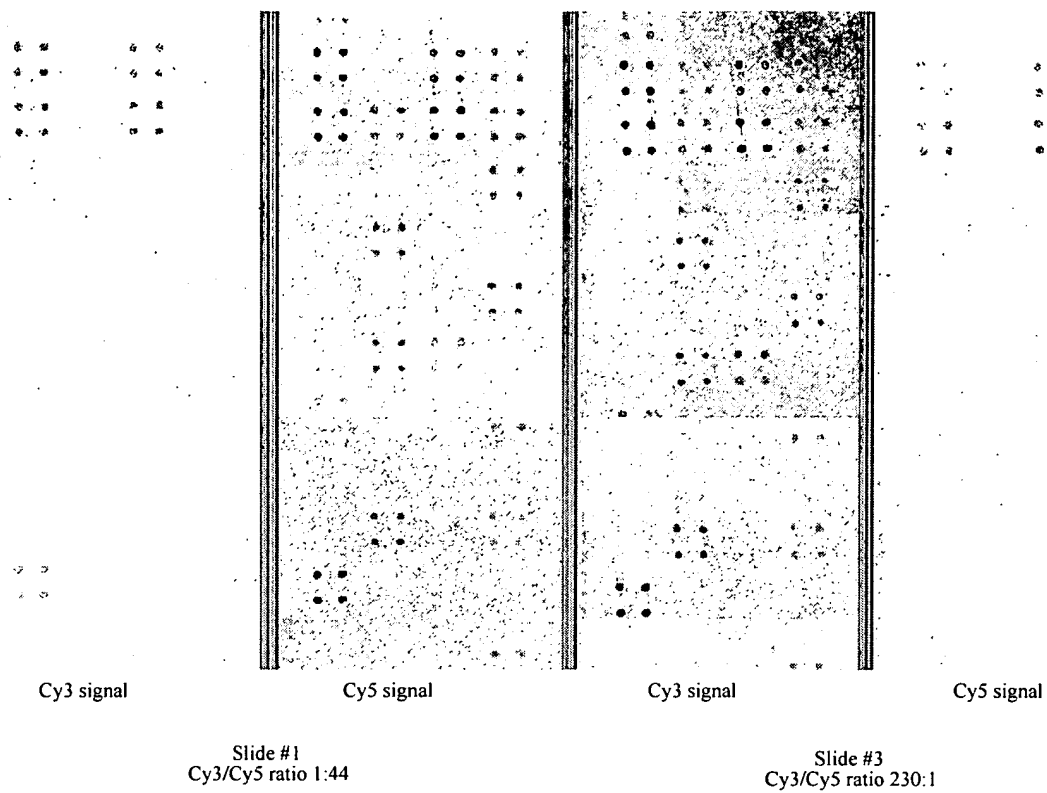 Cy3 signal
Cy5 signal
Cy3 signal
Cy5 signal
Slide #1
Cy3/Cy5 ratio 1:44
Slide #3
Cy3/Cy5 ratio 230:1